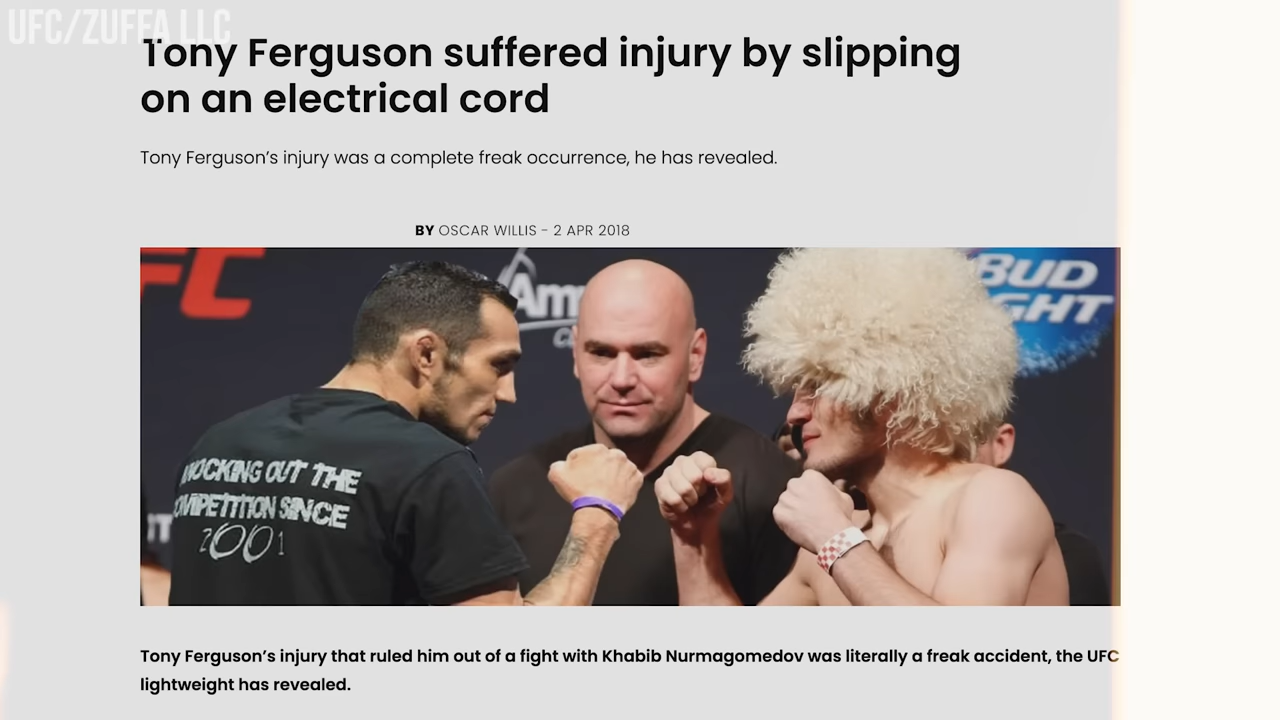 UFC/ZUFFA LLC
Tony Ferguson suffered injury by slipping
on an electrical cord
Tony Ferguson’s injury was a complete freak occurrence, he has revealed.
BY OSCAR WILLIS - 2 APR 2018
FC
BUD
GHT
KNOCKING OUT THE
COMPETITION SINCE
2001
Tony Ferguson’s injury that ruled him out of a fight with Khabib Nurmagomedov was literally a freak accident, the UFC
lightweight has revealed.